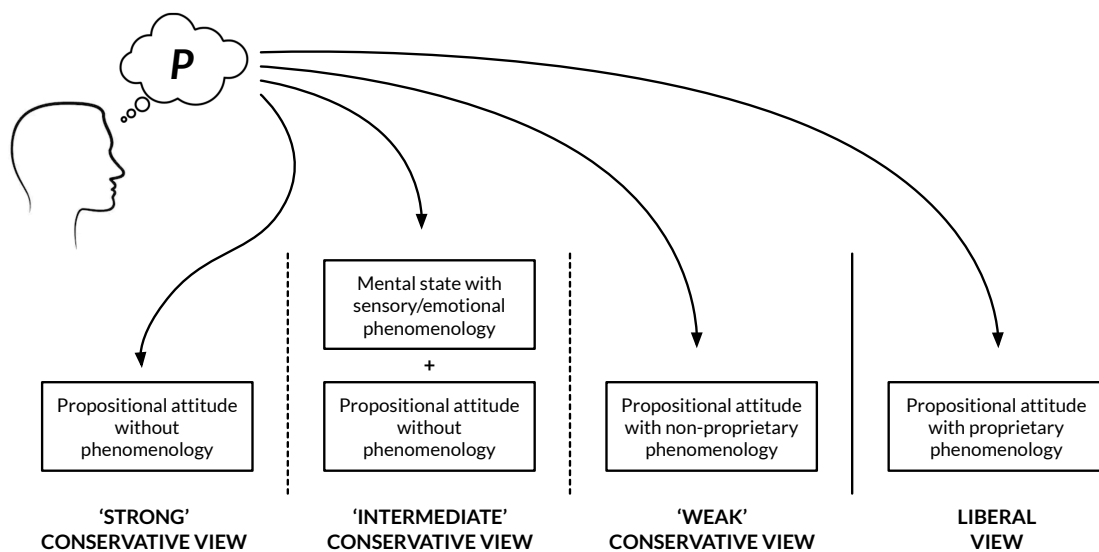 P
Mental state with
sensory/emotional
phenomenology
+
Propositional attitude
without
phenomenology
Propositional attitude
without
phenomenology
Propositional attitude
with non-proprietary
phenomenology
Propositional attitude
with proprietary
phenomenology
‘STRONG’
CONSERVATIVE VIEW
‘INTERMEDIATE’
CONSERVATIVE VIEW
‘WEAK’
CONSERVATIVE VIEW
LIBERAL
VIEW